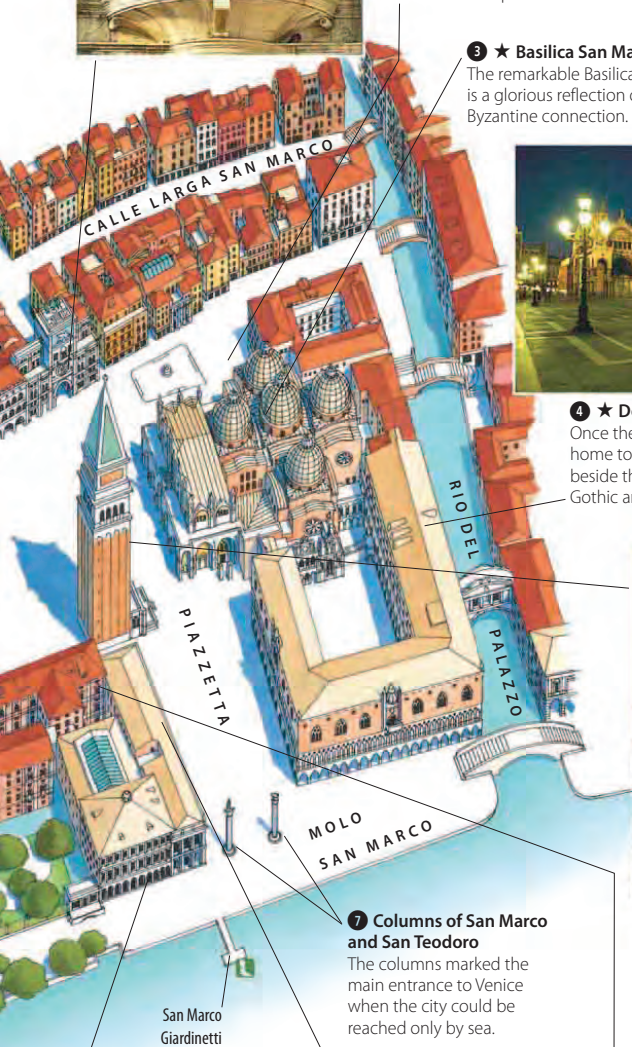 3 ★ Basilica San Ma
The remarkable Basilica
is a glorious reflection
Byzantine connection.
CALLE LARGA SAN MARCO
4 ★ D
Once the
home to
beside th
Gothic a
RIO DEL
PALAZZO
PIAZZETTA
MOLO
SAN MARCO
7 Columns of San Marco
and San Teodoro
The columns marked the
main entrance to Venice
when the city could be
reached only by sea.
San Marco
Giardinetti